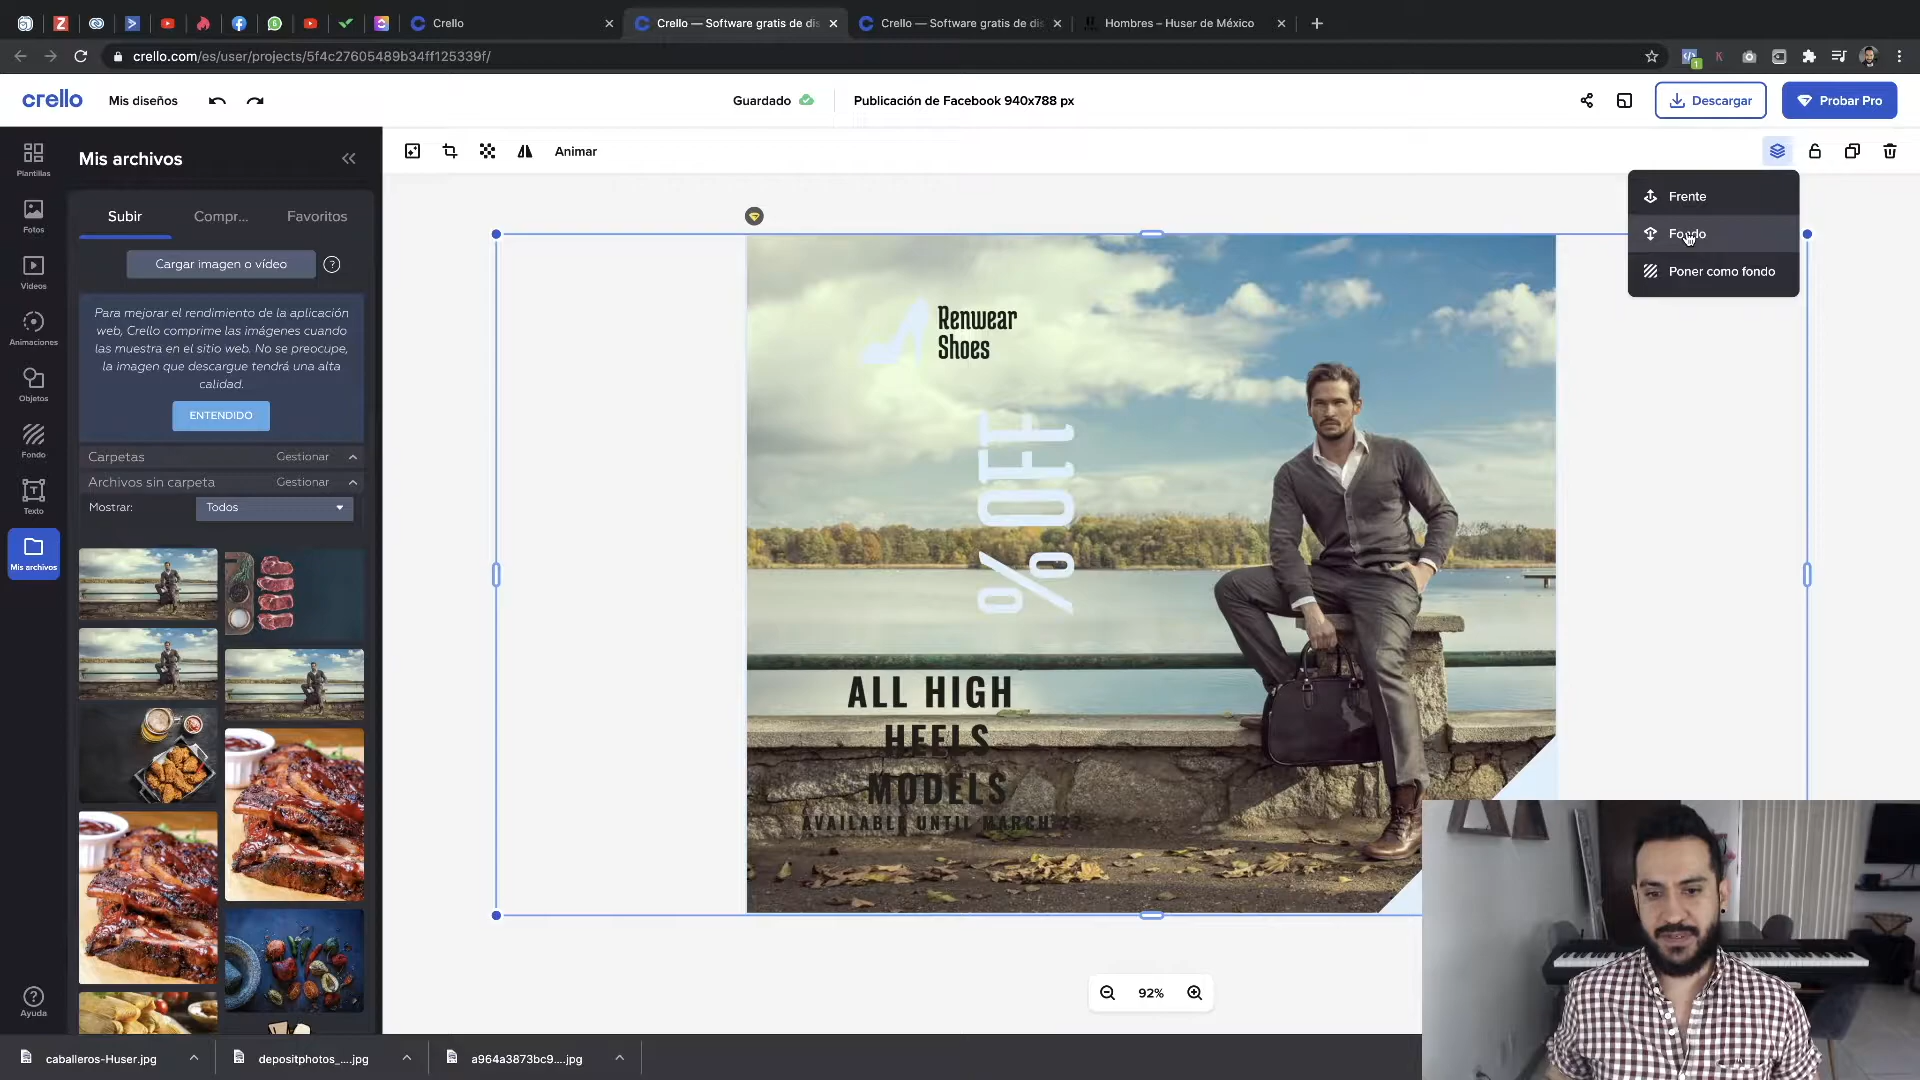 Crello
Crello — Software gratis de dis
Crello — Software gratis de dis
Hombres – Huser de México
crello.com/es/user/projects/5f4c27605489b34ff125339f/
1
crello
Mis diseños
Guardado
Publicación de Facebook 940x788 px
Descargar
Probar Pro
Plantillas
Fotos
Videos
Animaciones
Objetos
Fondo
Texto
Mis archivos
Ayuda
Mis archivos
Subir
Compr...
Favoritos
Cargar imagen o vídeo
?
Para mejorar el rendimiento de la aplicación
web, Crello comprime las imágenes cuando
las muestra en el sitio web. No se preocupe,
la imagen que descargue tendrá una alta
calidad.
ENTENDIDO
Carpetas
Gestionar
Archivos sin carpeta
Gestionar
Mostrar:
Todos
Animar
Frente
Fondo
Poner como fondo
Renwear
Shoes
% OFF
ALL HIGH
HEELS
MODELS
AVAILABLE UNTIL MARCH
92%
caballeros-Huser.jpg
depositphotos_....jpg
a964a3873bc9....jpg